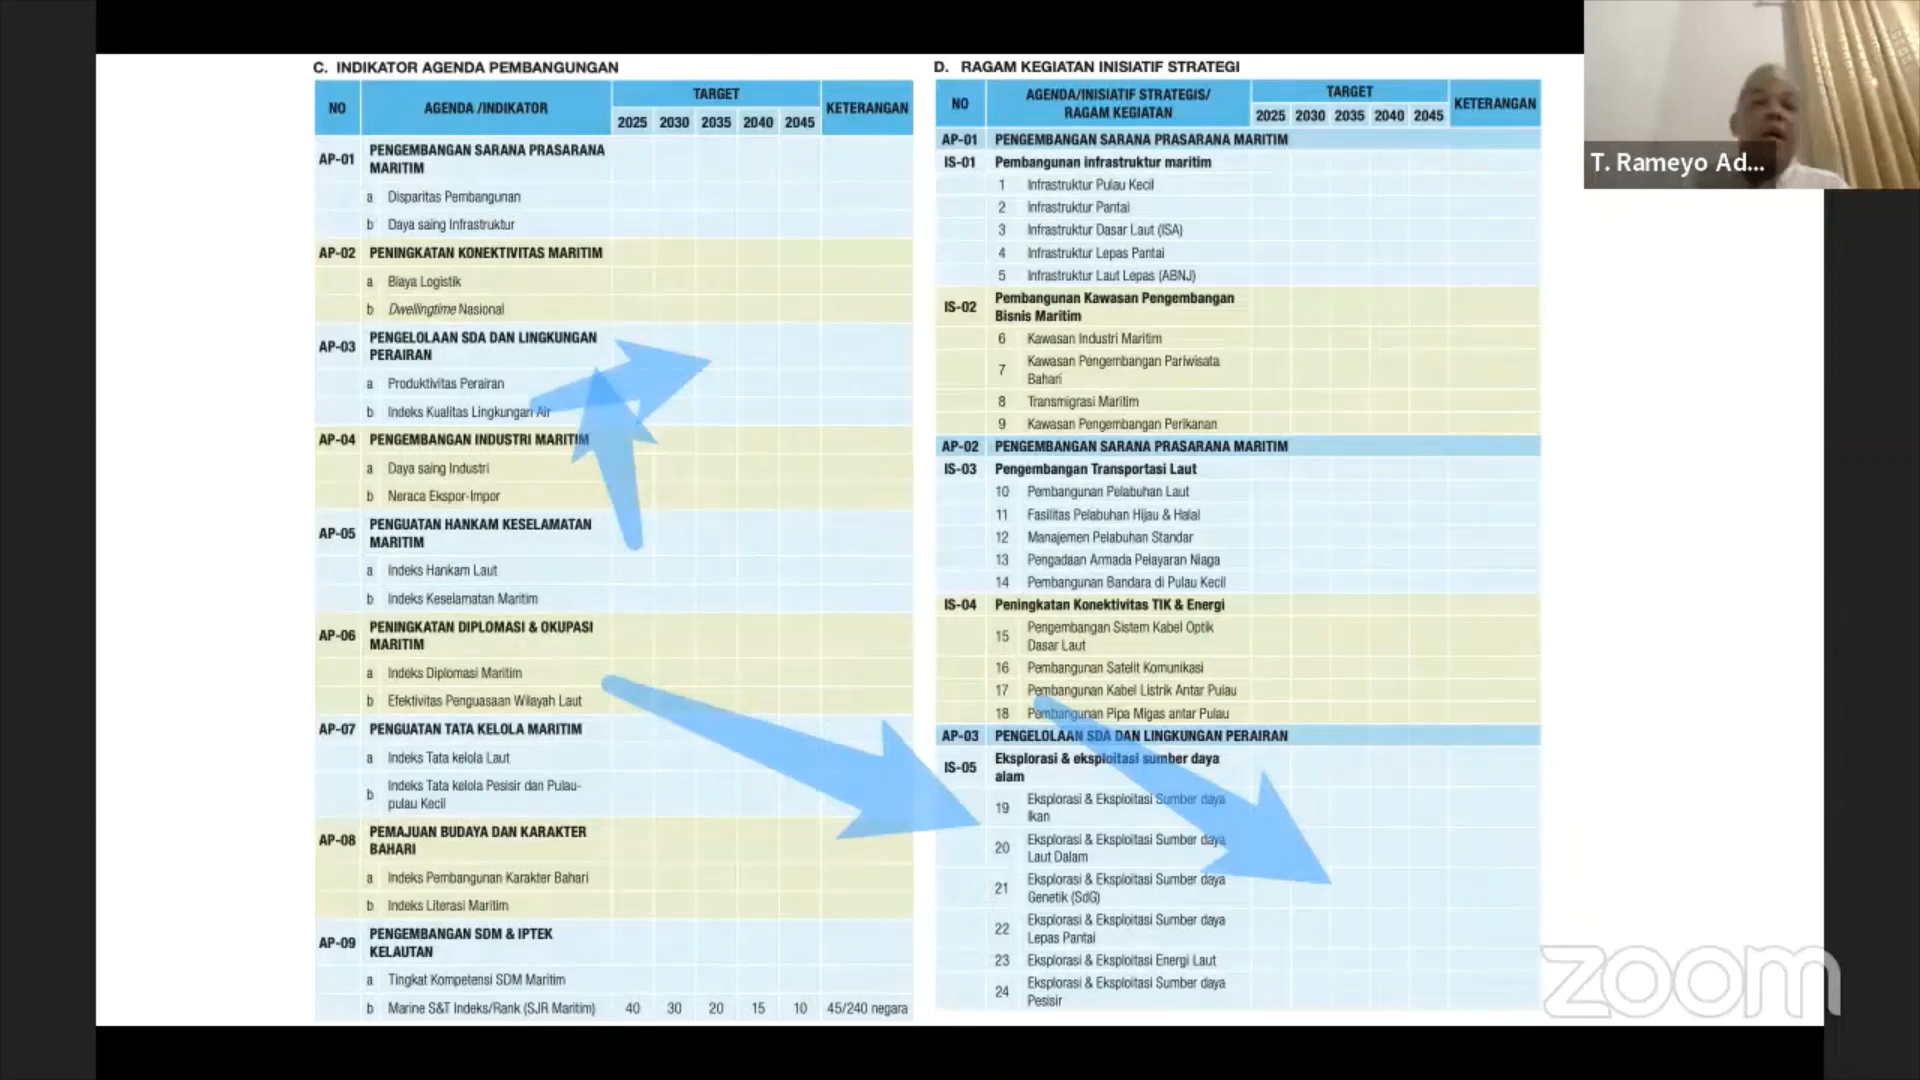 C. INDIKATOR AGENDA PEMBANGUNGAN
NO AGENDA /INDIKATOR TARGET KETERANGAN
2025 2030 2035 2040 2045
AP-01 PENGEMBANGAN SARANA PRASARANA
MARITIM
a Disparitas Pembangunan
b Daya saing Infrastruktur
AP-02 PENINGKATAN KONEKTIVITAS MARITIM
a Biaya Logistik
b Dwellingtime Nasional
AP-03 PENGELOLAAN SDA DAN LINGKUNGAN
PERAIRAN
a Produktivitas Perairan
b Indeks Kualitas Lingkungan Air
AP-04 PENGEMBANGAN INDUSTRI MARITIM
a Daya saing Industri
b Neraca Ekspor-Impor
AP-05 PENGUATAN HANKAM KESELAMATAN
MARITIM
a Indeks Hankam Laut
b Indeks Keselamatan Maritim
AP-06 PENINGKATAN DIPLOMASI & OKUPASI
MARITIM
a Indeks Diplomasi Maritim
b Efektivitas Penguasaan Wilayah Laut
AP-07 PENGUATAN TATA KELOLA MARITIM
a Indeks Tata kelola Laut
b Indeks Tata kelola Pesisir dan Pulau-
pulau Kecil
AP-08 PEMAJUAN BUDAYA DAN KARAKTER
BAHARI
a Indeks Pembangunan Karakter Bahari
b Indeks Literasi Maritim
AP-09 PENGEMBANGAN SDM & IPTEK
KELAUTAN
a Tingkat Kompetensi SDM Maritim
b Marine S&T Indeks/Rank (SJR Maritim) 40 30 20 15 10 45/240 negara
D. RAGAM KEGIATAN INISIATIF STRATEGI
NO AGENDA/INISIATIF STRATEGIS/ TARGET KETERANGAN
RAGAM KEGIATAN 2025 2030 2035 2040 2045
AP-01 PENGEMBANGAN SARANA PRASARANA MARITIM
IS-01 Pembangunan infrastruktur maritim
1 Infrastruktur Pulau Kecil
2 Infrastruktur Pantai
3 Infrastruktur Dasar Laut (ISA)
4 Infrastruktur Lepas Pantai
5 Infrastruktur Laut Lepas (ABNJ)
IS-02 Pembangunan Kawasan Pengembangan
Bisnis Maritim
6 Kawasan Industri Maritim
7 Kawasan Pengembangan Pariwisata
Bahari
8 Transmigrasi Maritim
9 Kawasan Pengembangan Perikanan
AP-02 PENGEMBANGAN SARANA PRASARANA MARITIM
IS-03 Pengembangan Transportasi Laut
10 Pembangunan Pelabuhan Laut
11 Fasilitas Pelabuhan Hijau & Halal
12 Manajemen Pelabuhan Standar
13 Pengadaan Armada Pelayaran Niaga
14 Pembangunan Bandara di Pulau Kecil
IS-04 Peningkatan Konektivitas TIK & Energi
15 Pengembangan Sistem Kabel Optik
Dasar Laut
16 Pembangunan Satelit Komunikasi
17 Pembangunan Kabel Listrik Antar Pulau
18 Pembangunan Pipa Migas antar Pulau
AP-03 PENGELOLAAN SDA DAN LINGKUNGAN PERAIRAN
IS-05 Eksplorasi & eksploitasi sumber daya
alam
19 Eksplorasi & Eksploitasi Sumber daya
Ikan
20 Eksplorasi & Eksploitasi Sumber daya
Laut Dalam
21 Eksplorasi & Eksploitasi Sumber daya
Genetik (SdG)
22 Eksplorasi & Eksploitasi Sumber daya
Lepas Pantai
23 Eksplorasi & Eksploitasi Energi Laut
24 Eksplorasi & Eksploitasi Sumber daya
Pesisir
T. Rameyo Ad...
zoom